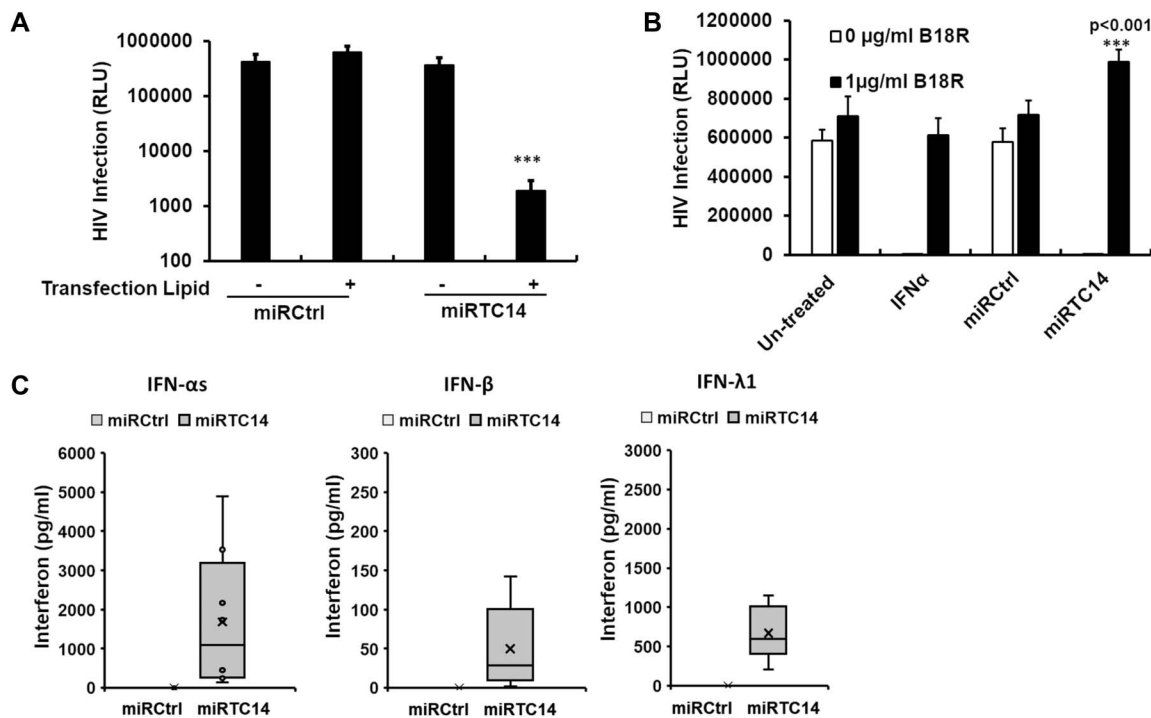 A
HIV Infection (RLU)
1000000
100000
10000
1000
100
***
Transfection Lipid
- + - +
miRCtrl miRTC14
B
HIV Infection (RLU)
1200000
1000000
800000
600000
400000
200000
0
0 µg/ml B18R
1µg/ml B18R
p<0.001
***
Un-treated
IFNα
miRCtrl
miRTC14
C
IFN-αs
miRCtrl miRTC14
Interferon (pg/ml)
6000
5000
4000
3000
2000
1000
0
miRCtrl miRTC14
IFN-β
miRCtrl miRTC14
Interferon (pg/ml)
300
250
200
150
100
50
0
miRCtrl miRTC14
IFN-λ1
miRCtrl miRTC14
Interferon (pg/ml)
3000
2500
2000
1500
1000
500
0
miRCtrl miRTC14